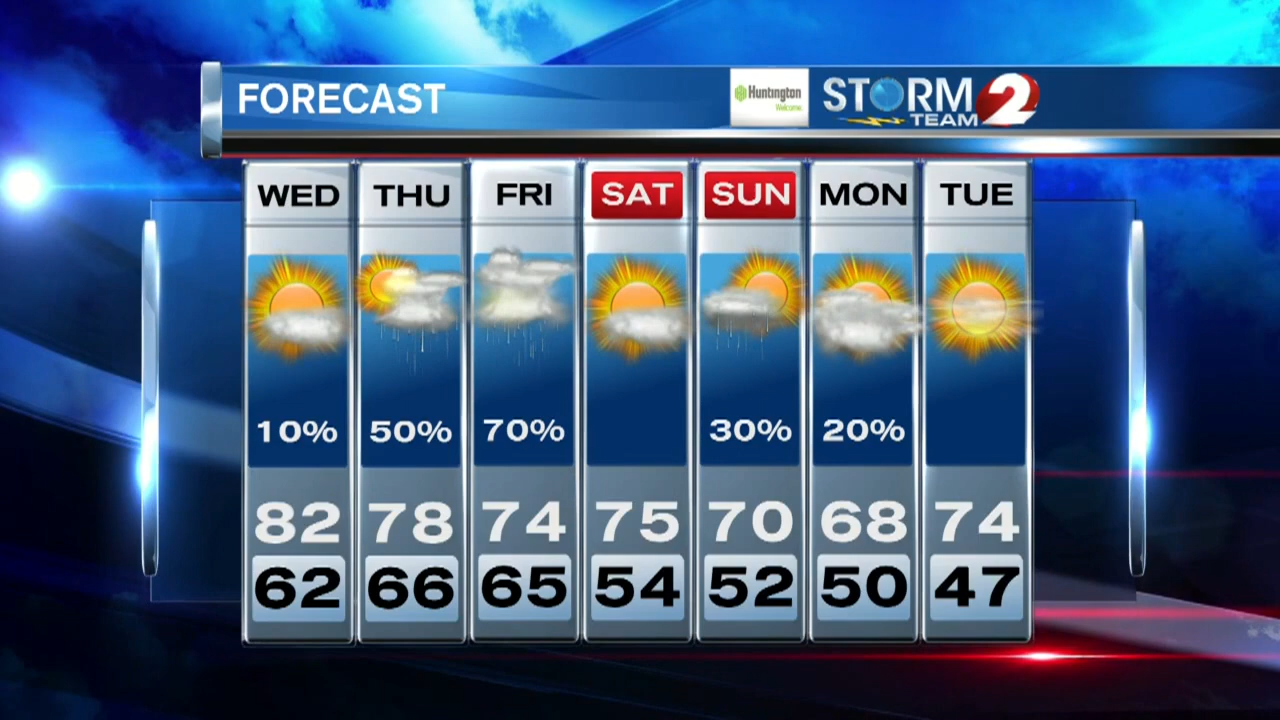 FORECAST
Huntington
Welcome.
STORM
TEAM 2
WED THU FRI SAT SUN MON TUE
10% 50% 70% 30% 20%
82 78 74 75 70 68 74
62 66 65 54 52 50 47